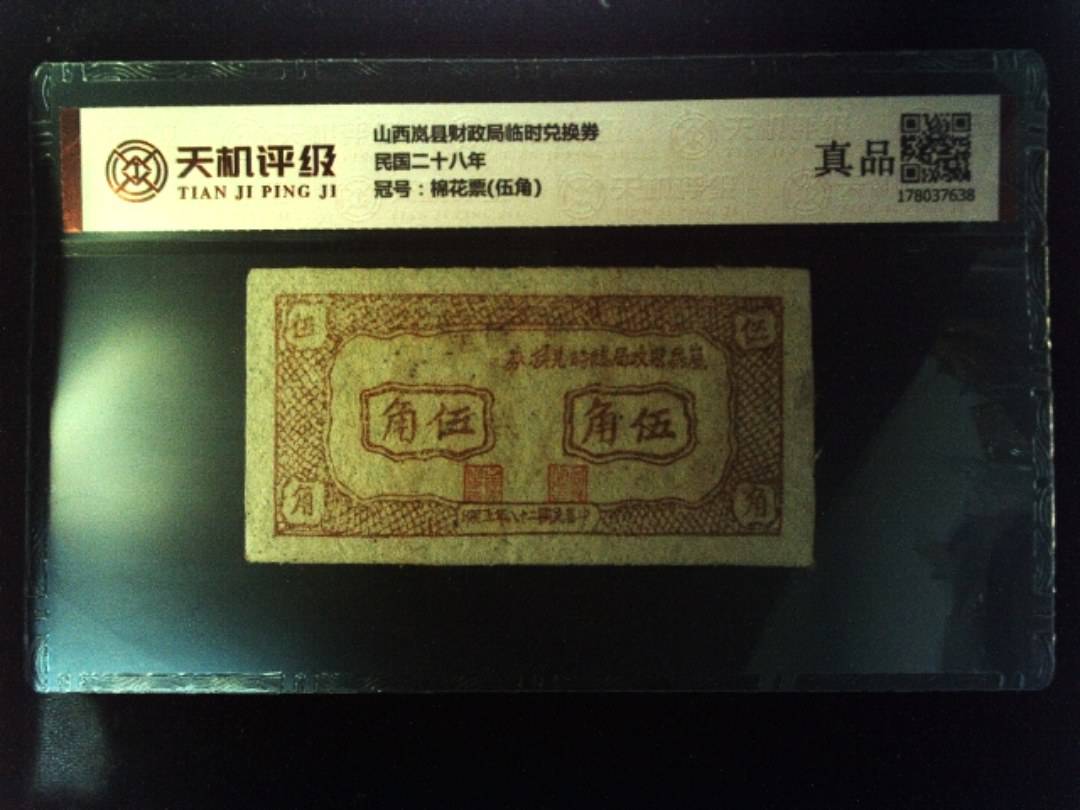 天机评级
TIAN JI PING JI
山西岚县财政局临时兑换券
民国二十八年
冠号：棉花票(伍角)
真品
178037638
伍
伍
角伍
角伍
角
角